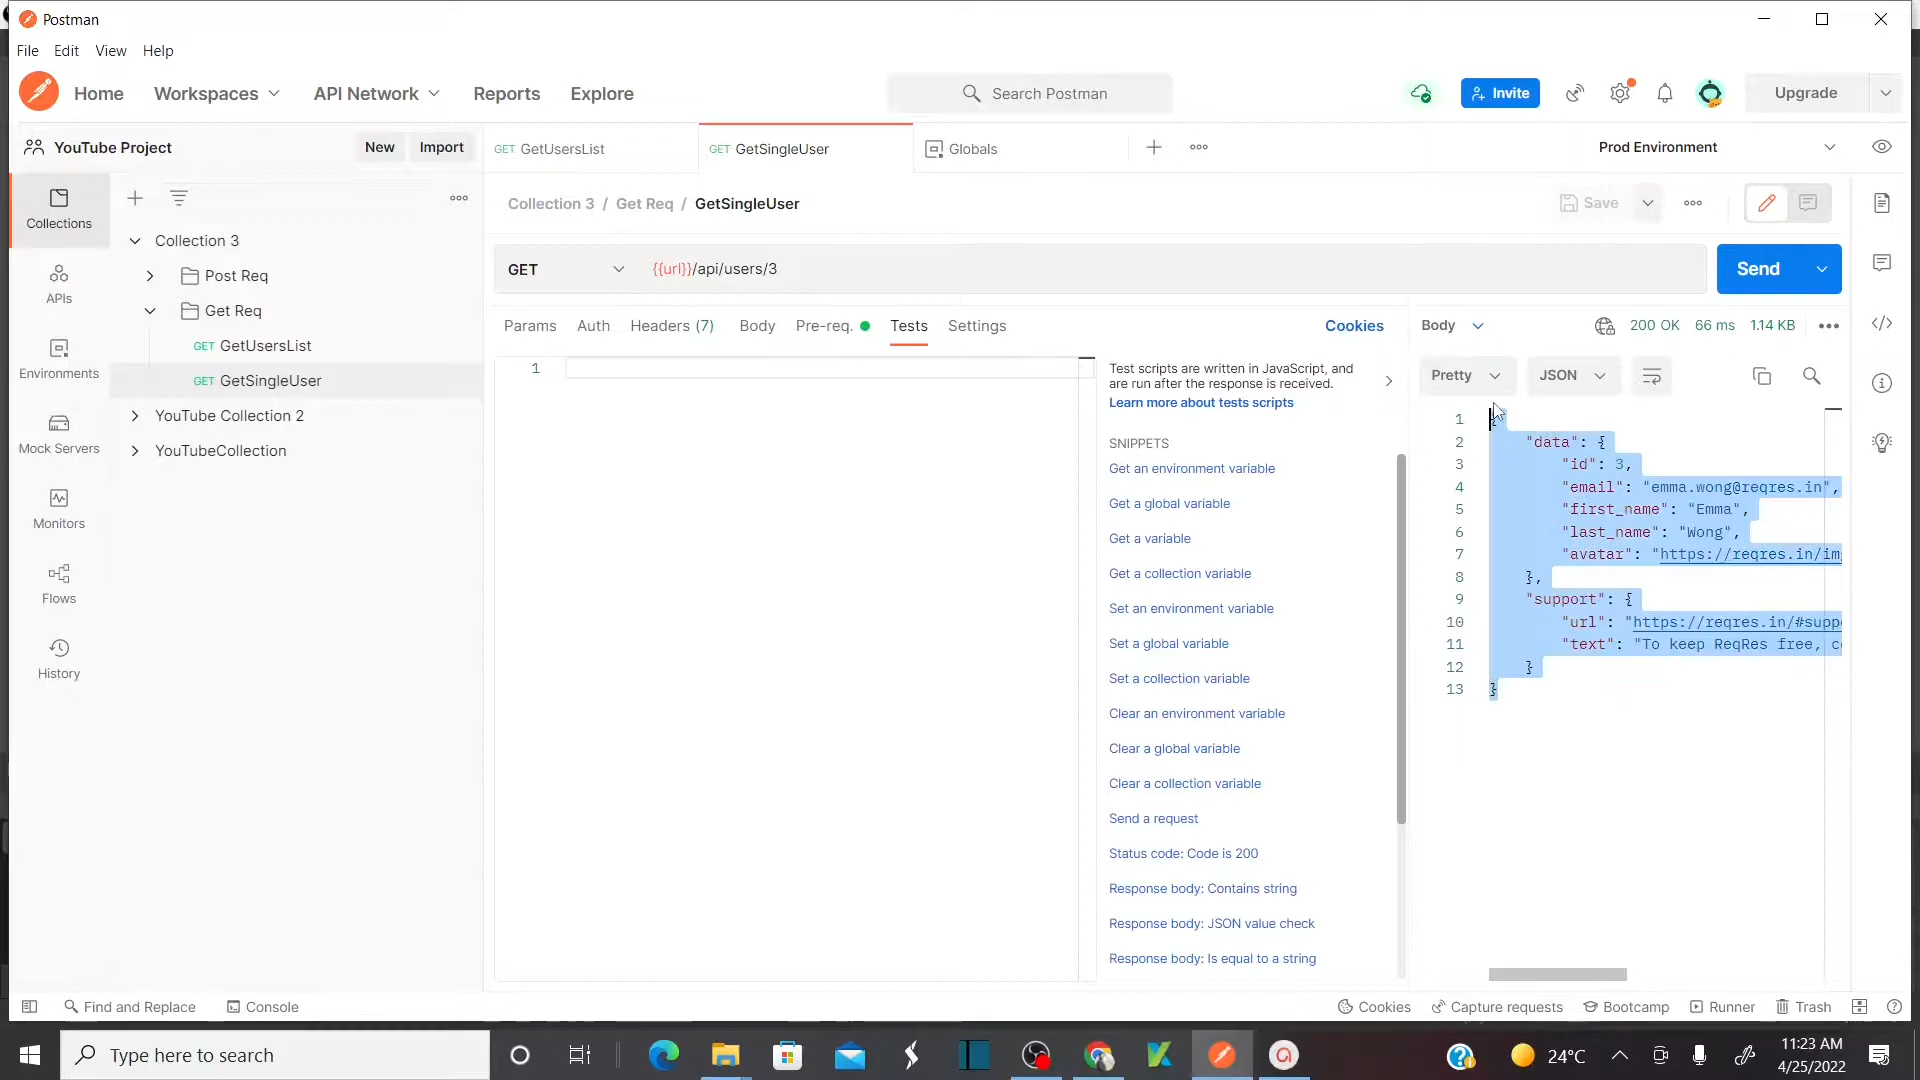 Postman
File Edit View Help
Home Workspaces API Network Reports Explore Search Postman Invite Upgrade
YouTube Project New Import GET GetUsersList GET GetSingleUser Globals Prod Environment
Collections
APIs
Environments
Mock Servers
Monitors
Flows
History
Collection 3
Post Req
Get Req
GET GetUsersList
GET GetSingleUser
YouTube Collection 2
YouTubeCollection
Collection 3 / Get Req / GetSingleUser Save
GET {{url}}/api/users/3 Send
Params Auth Headers (7) Body Pre-req. Tests Settings Cookies
1
Test scripts are written in JavaScript, and
are run after the response is received.
Learn more about tests scripts
SNIPPETS
Get an environment variable
Get a global variable
Get a variable
Get a collection variable
Set an environment variable
Set a global variable
Set a collection variable
Clear an environment variable
Clear a global variable
Clear a collection variable
Send a request
Status code: Code is 200
Response body: Contains string
Response body: JSON value check
Response body: Is equal to a string
Body 200 OK 66 ms 1.14 KB
Pretty JSON
1 {
2 "data": {
3 "id": 3,
4 "email": "emma.wong@reqres.in",
5 "first_name": "Emma",
6 "last_name": "Wong",
7 "avatar": "https://reqres.in/im
8 },
9 "support": {
10 "url": "https://reqres.in/#supp
11 "text": "To keep ReqRes free, c
12 }
13 }
Find and Replace Console Cookies Capture requests Bootcamp Runner Trash
Type here to search 24°C 11:23 AM
4/25/2022